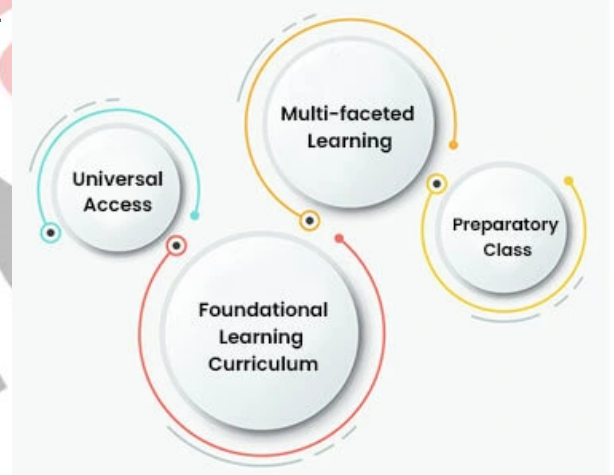 Universal
Access
Multi-faceted
Learning
Foundational
Learning
Curriculum
Preparatory
Class